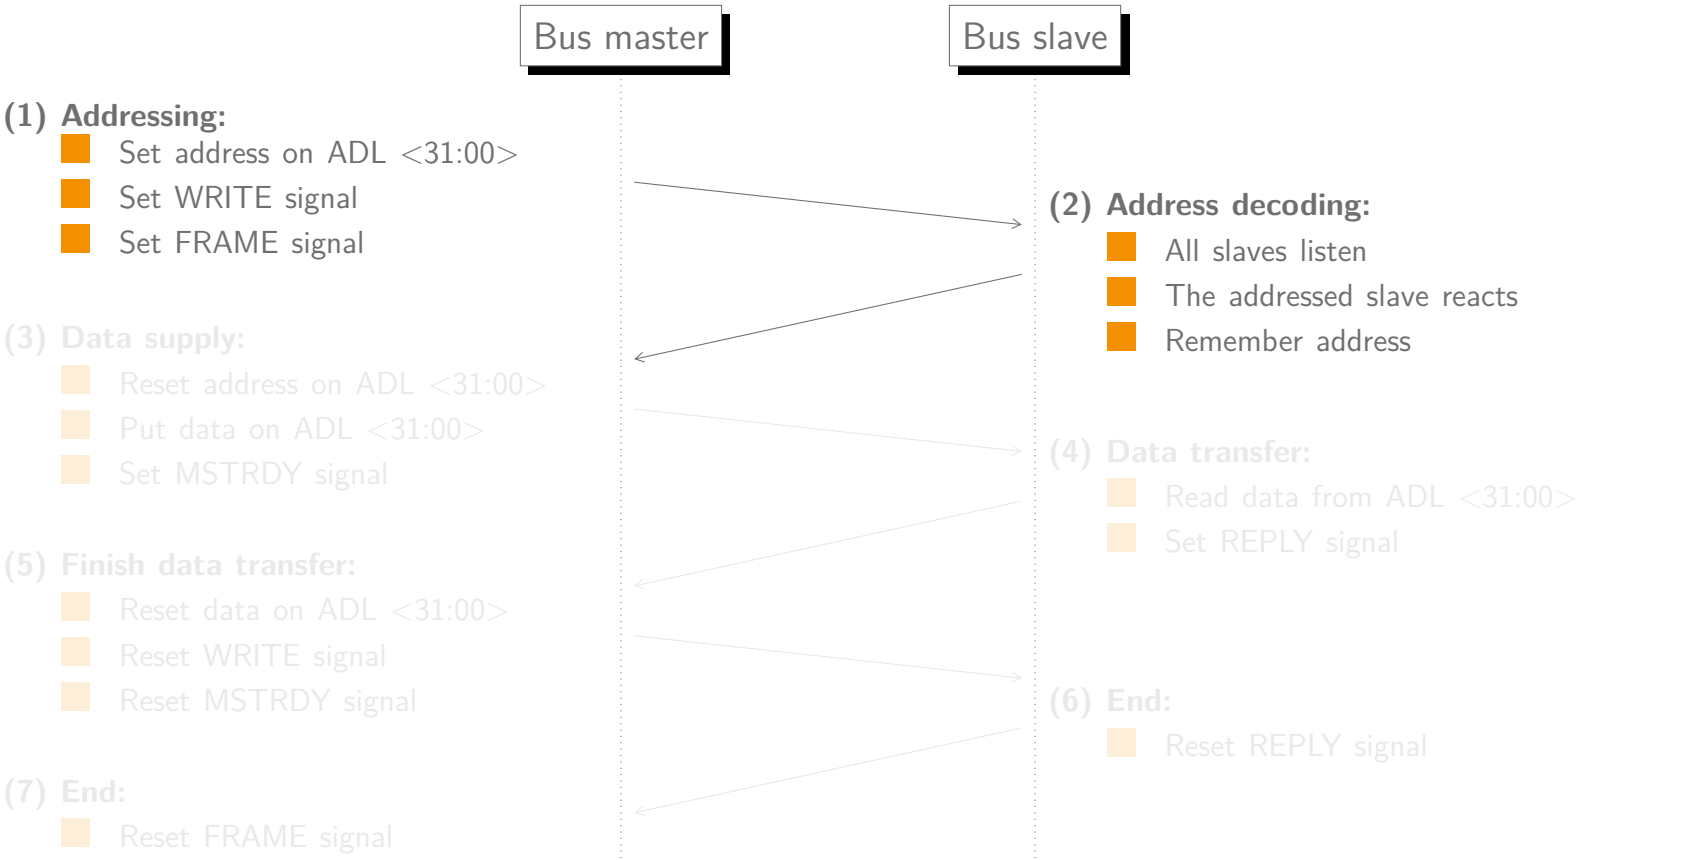 Bus master
Bus slave
(1) Addressing:
Set address on ADL <31:00>
Set WRITE signal
Set FRAME signal
(2) Address decoding:
All slaves listen
The addressed slave reacts
Remember address
(3) Data supply:
Reset address on ADL <31:00>
Put data on ADL <31:00>
Set MSTRDY signal
(4) Data transfer:
Read data from ADL <31:00>
Set REPLY signal
(5) Finish data transfer:
Reset data on ADL <31:00>
Reset WRITE signal
Reset MSTRDY signal
(6) End:
Reset REPLY signal
(7) End:
Reset FRAME signal